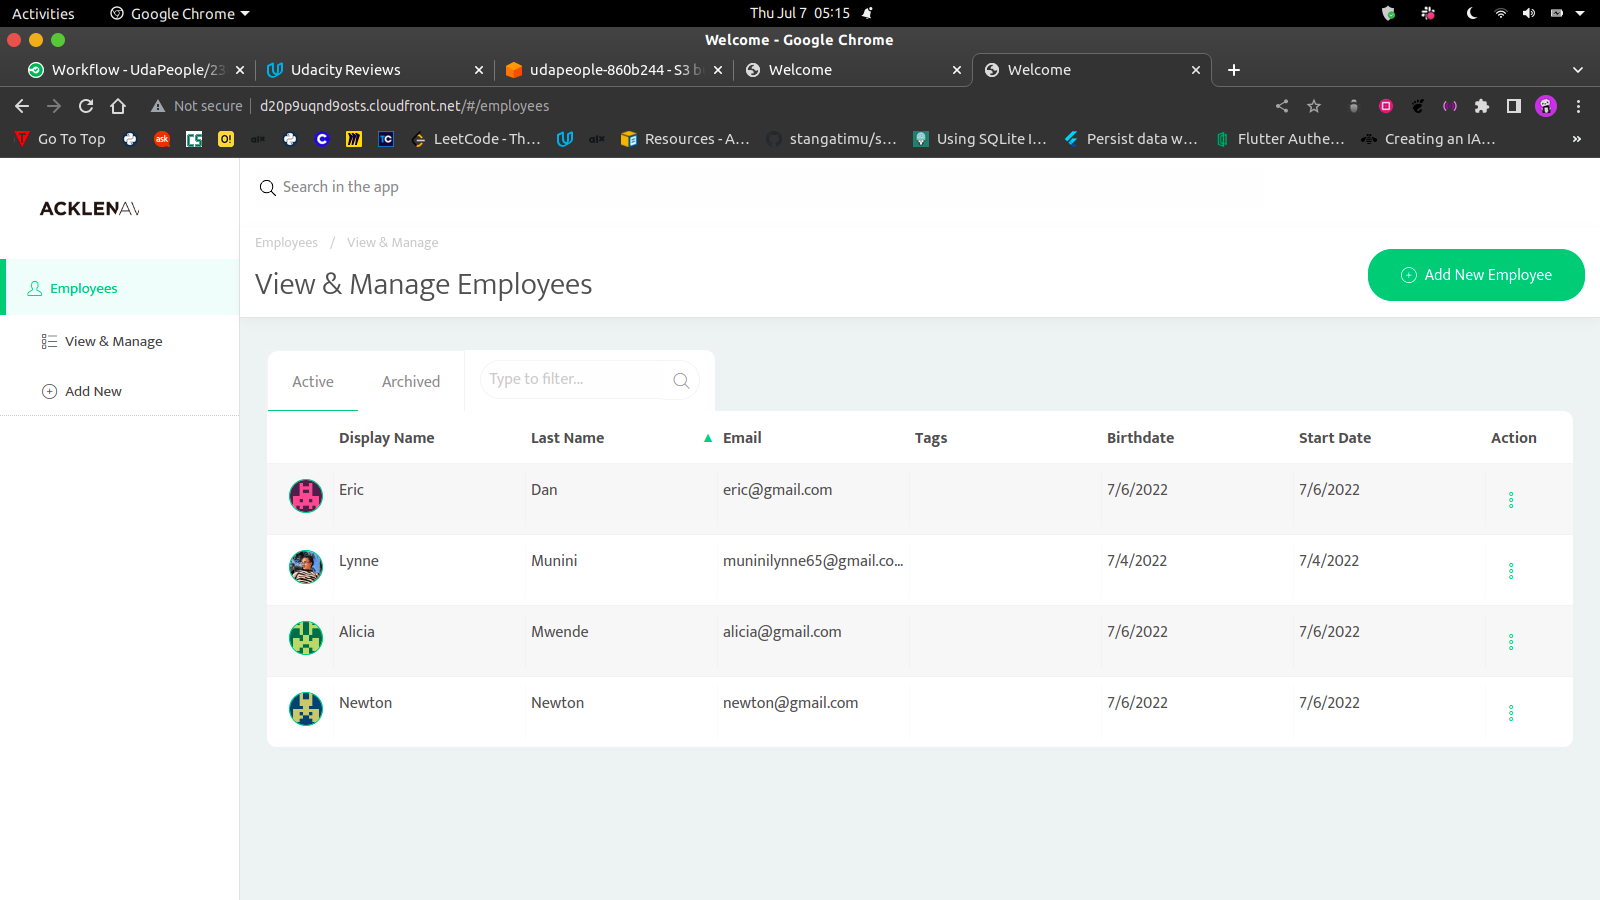 Activities Google Chrome Thu Jul 7 05:15
Welcome - Google Chrome
Workflow - UdaPeople/23 Udacity Reviews udapeople-860b244 - S3 b Welcome Welcome
Not secure d20p9uqnd9osts.cloudfront.net/#/employees
Go To Top ask O! LeetCode - Th... Resources - A... stangatimu/s... Using SQLite I... Persist data w... Flutter Authe... Creating an IA... »
ACKLENAV
Search in the app
Employees / View & Manage
View & Manage Employees
Add New Employee
Employees
View & Manage
Add New
Active Archived Type to filter...
Display Name Last Name Email Tags Birthdate Start Date Action
Eric Dan eric@gmail.com 7/6/2022 7/6/2022
Lynne Munini muninilynne65@gmail.co... 7/4/2022 7/4/2022
Alicia Mwende alicia@gmail.com 7/6/2022 7/6/2022
Newton Newton newton@gmail.com 7/6/2022 7/6/2022